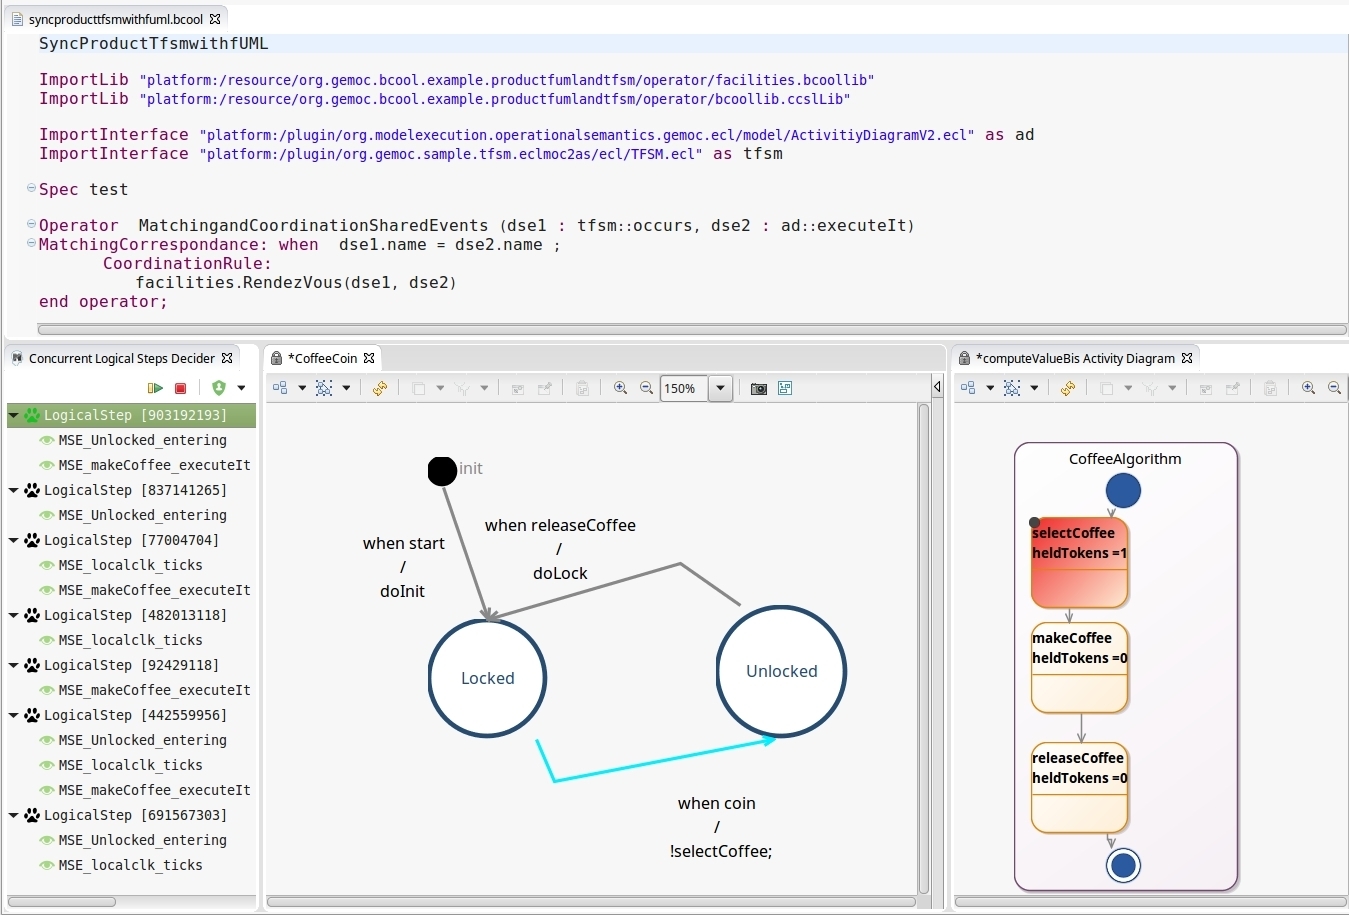 syncproducttfsmwithfuml.bcool
SyncProductTfsmwithfUML
ImportLib "platform:/resource/org.gemoc.bcool.example.productfumlandtfsm/operator/facilities.bcoollib"
ImportLib "platform:/resource/org.gemoc.bcool.example.productfumlandtfsm/operator/bcoollib.ccslLib"
ImportInterface "platform:/plugin/org.modelexecution.operationalsemantics.gemoc.ecl/model/ActivitiyDiagramV2.ecl" as ad
ImportInterface "platform:/plugin/org.gemoc.sample.tfsm.eclmoc2as/ecl/TFSM.ecl" as tfsm
Spec test
Operator MatchingandCoordinationSharedEvents (dse1 : tfsm::occurs, dse2 : ad::executeIt)
MatchingCorrespondance: when dse1.name = dse2.name ;
CoordinationRule:
facilities.RendezVous(dse1, dse2)
end operator;
Concurrent Logical Steps Decider
LogicalStep [903192193]
MSE_Unlocked_entering
MSE_makeCoffee_executeIt
LogicalStep [837141265]
MSE_Unlocked_entering
LogicalStep [77004704]
MSE_localclk_ticks
MSE_makeCoffee_executeIt
LogicalStep [482013118]
MSE_localclk_ticks
LogicalStep [92429118]
MSE_makeCoffee_executeIt
LogicalStep [442559956]
MSE_Unlocked_entering
MSE_localclk_ticks
MSE_makeCoffee_executeIt
LogicalStep [691567303]
MSE_Unlocked_entering
MSE_localclk_ticks
*CoffeeCoin
150%
init
when start
/
doInit
when releaseCoffee
/
doLock
Locked
Unlocked
when coin
/
!selectCoffee;
*computeValueBis Activity Diagram
CoffeeAlgorithm
selectCoffee
heldTokens =1
makeCoffee
heldTokens =0
releaseCoffee
heldTokens =0